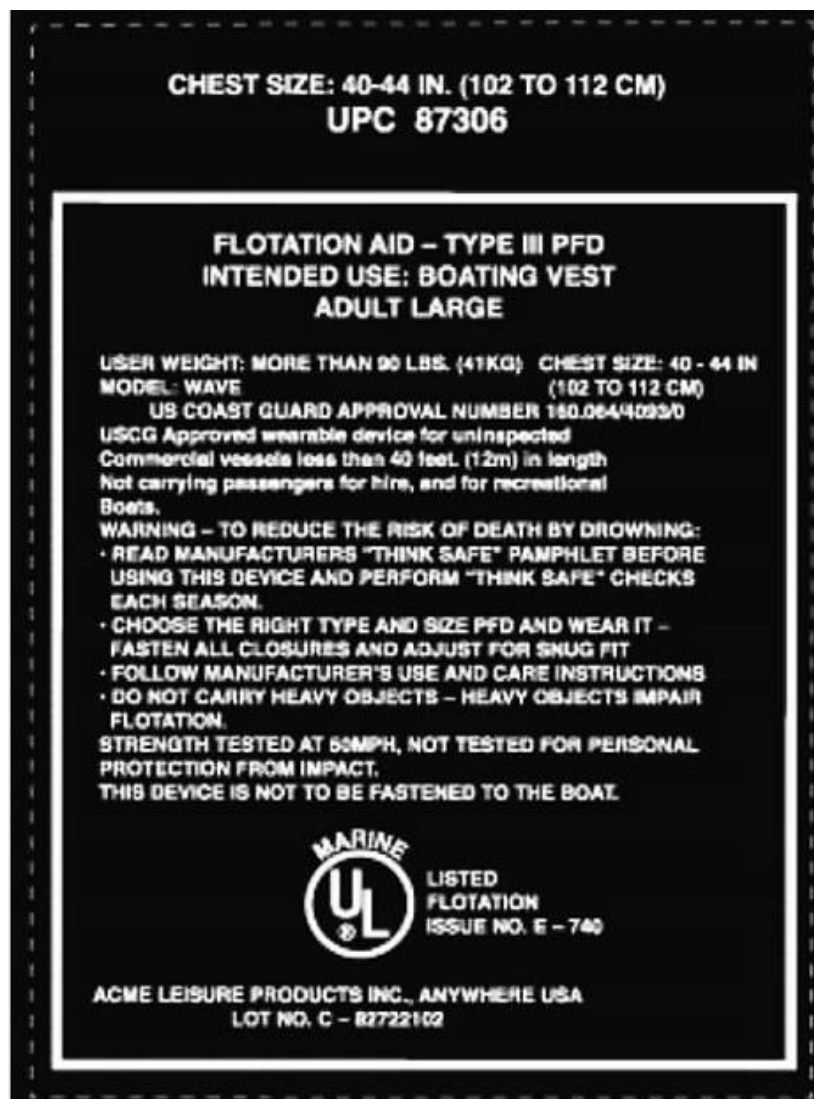 CHEST SIZE: 40-44 IN. (102 TO 112 CM)
UPC 87306
FLOTATION AID – TYPE III PFD
INTENDED USE: BOATING VEST
ADULT LARGE
USER WEIGHT: MORE THAN 90 LBS. (41KG) CHEST SIZE: 40 - 44 IN
MODEL: WAVE (102 TO 112 CM)
US COAST GUARD APPROVAL NUMBER 160.064/4093/0
USCG Approved wearable device for uninspected
Commercial vessels less than 40 feet. (12m) in length
Not carrying passengers for hire, and for recreational
Boats.
WARNING – TO REDUCE THE RISK OF DEATH BY DROWNING:
· READ MANUFACTURERS "THINK SAFE" PAMPHLET BEFORE
USING THIS DEVICE AND PERFORM "THINK SAFE" CHECKS
EACH SEASON.
· CHOOSE THE RIGHT TYPE AND SIZE PFD AND WEAR IT –
FASTEN ALL CLOSURES AND ADJUST FOR SNUG FIT
· FOLLOW MANUFACTURER'S USE AND CARE INSTRUCTIONS
· DO NOT CARRY HEAVY OBJECTS – HEAVY OBJECTS IMPAIR
FLOTATION.
STRENGTH TESTED AT 50MPH, NOT TESTED FOR PERSONAL
PROTECTION FROM IMPACT.
THIS DEVICE IS NOT TO BE FASTENED TO THE BOAT.
MARINE
UL ®
LISTED
FLOTATION
ISSUE NO. E – 740
ACME LEISURE PRODUCTS INC., ANYWHERE USA
LOT NO. C – 82722102